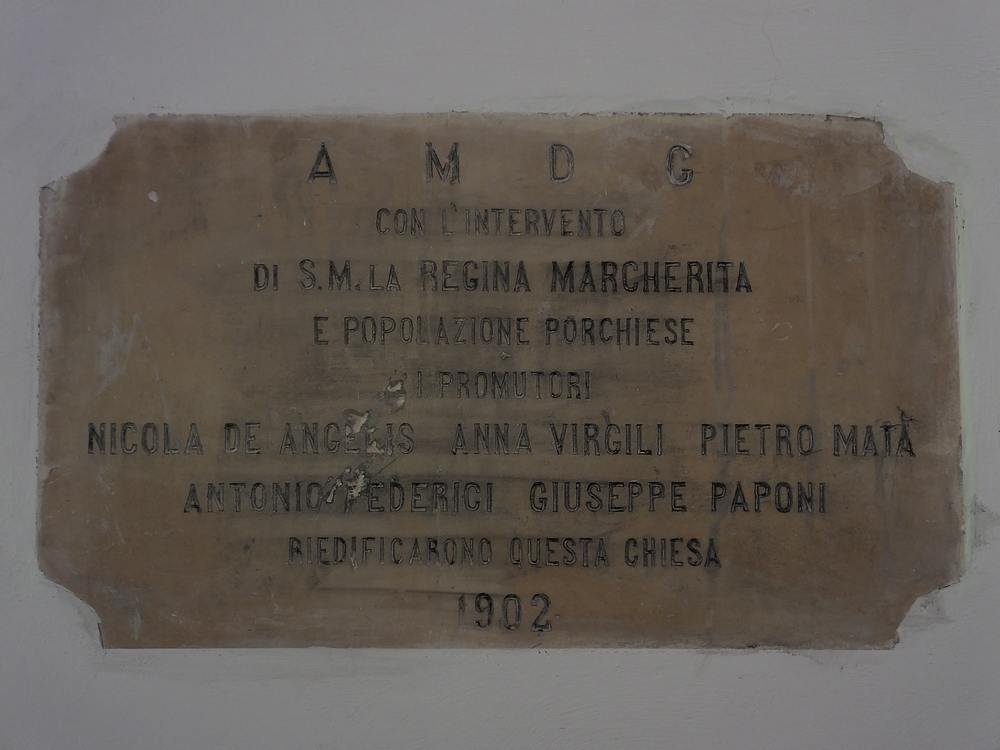 A M D G
CON L'INTERVENTO
DI S.M. LA REGINA MARGHERITA
E POPOLAZIONE PORCHIESE
I PROMUTORI
NICOLA DE ANGELIS ANNA VIRGILI PIETRO MATÀ
ANTONIO FEDERICI GIUSEPPE PAPONI
RIEDIFICARONO QUESTA CHIESA
1902